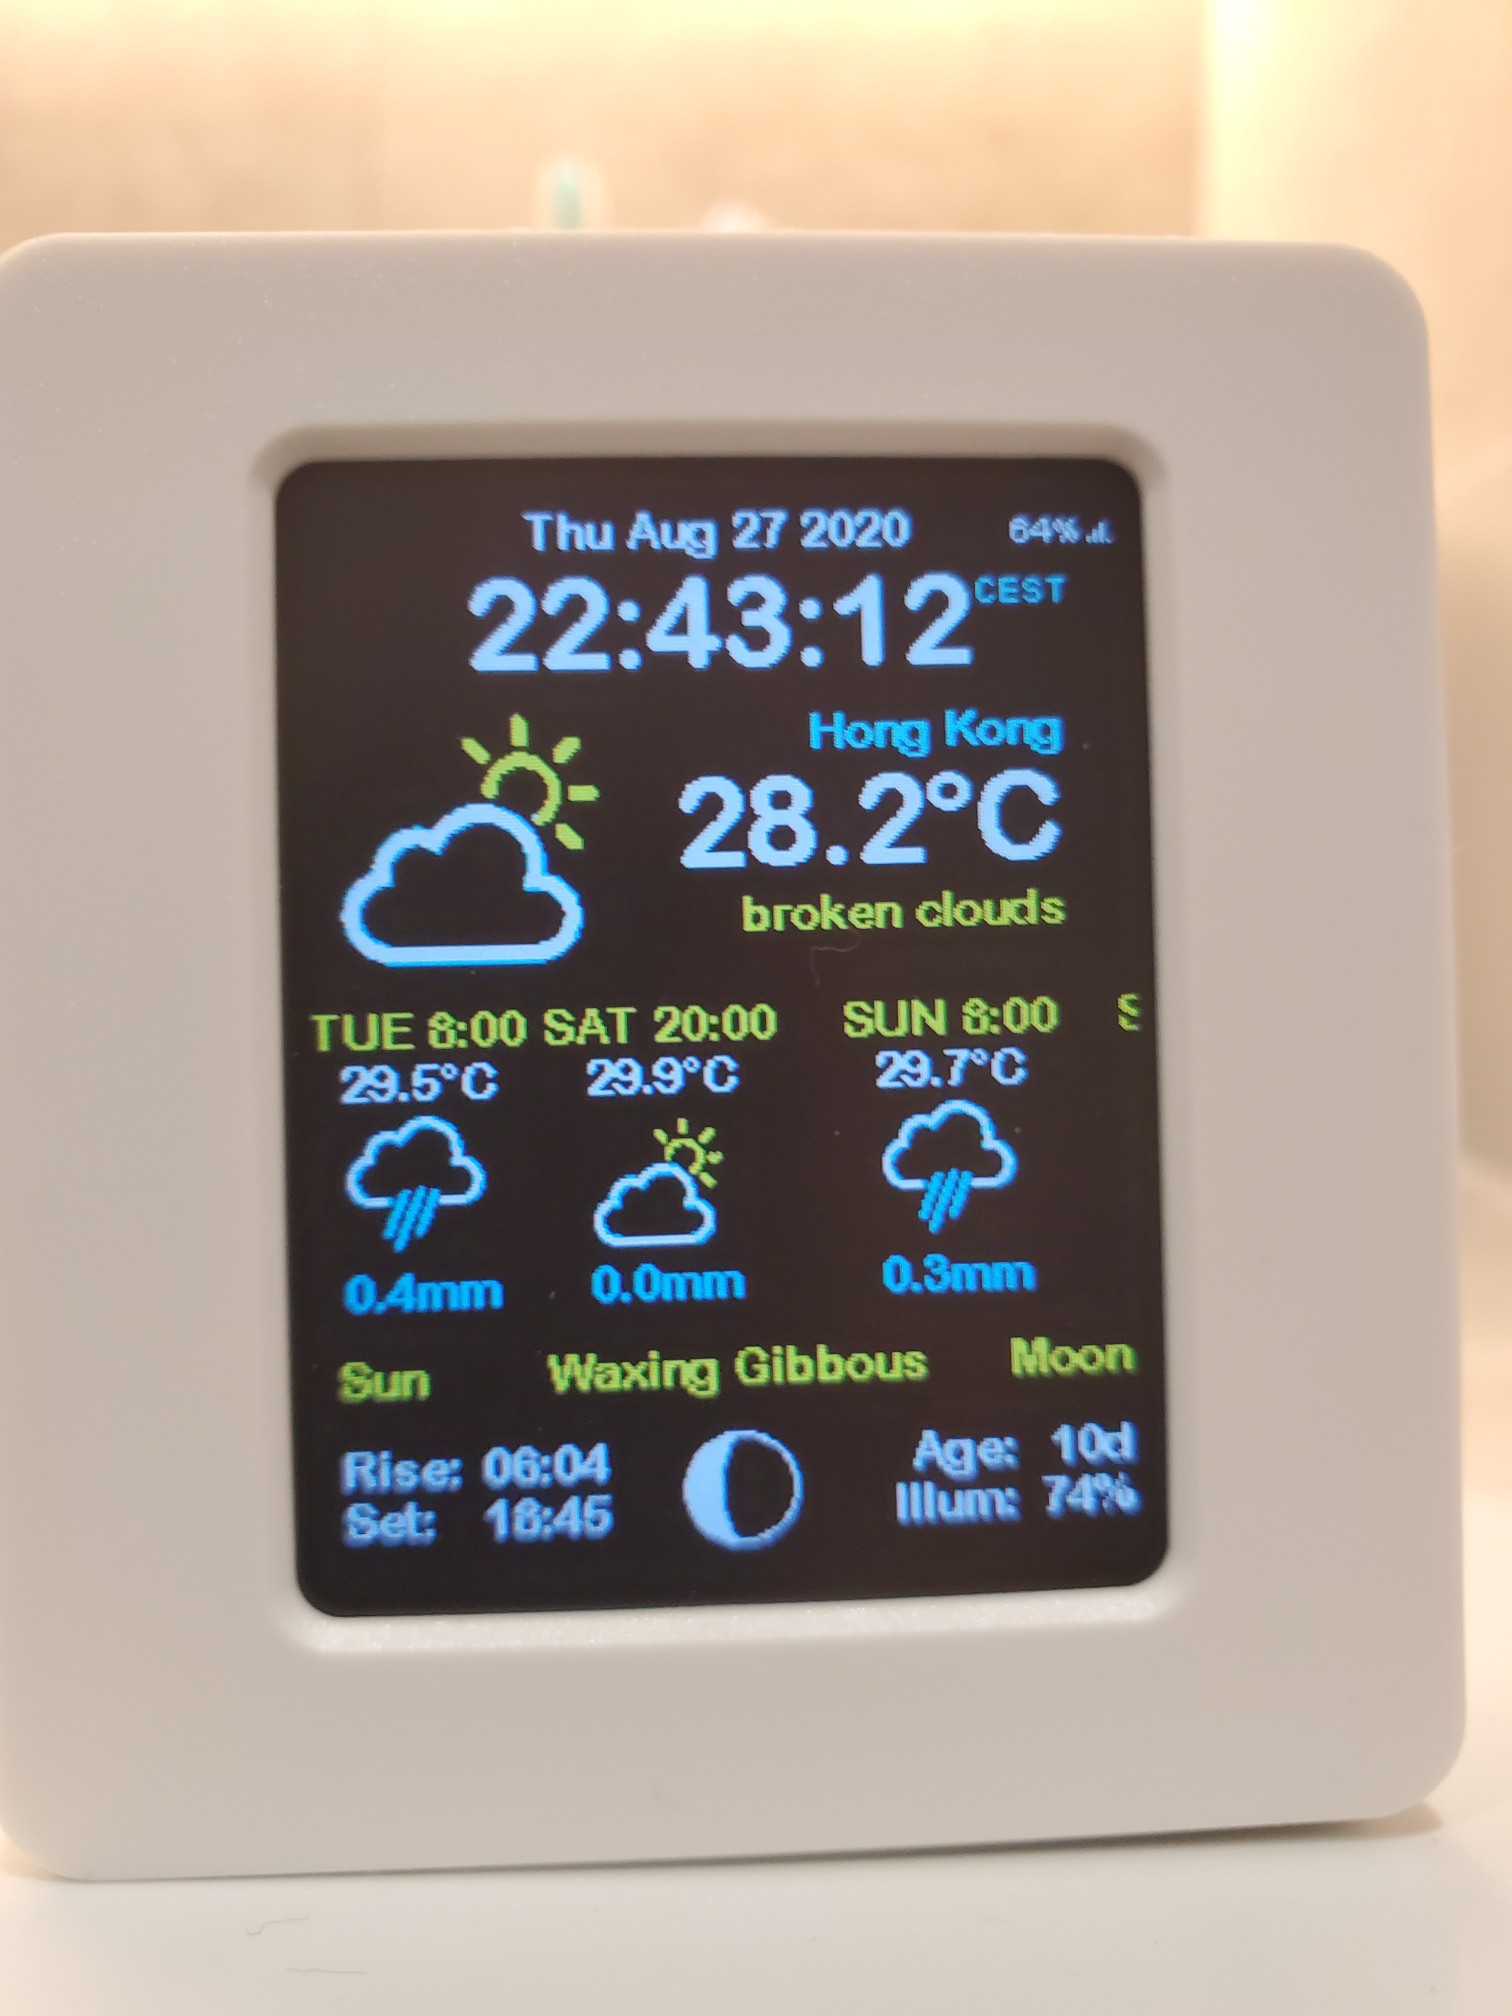 Thu Aug 27 2020 64%
22:43:12 CEST
Hong Kong
28.2°C
broken clouds
TUE 8:00 SAT 20:00 SUN 8:00 S
29.5°C 29.9°C 29.7°C
0.4mm 0.0mm 0.3mm
Sun Waxing Gibbous Moon
Rise: 06:04 Age: 10d
Set: 18:45 Illum: 74%